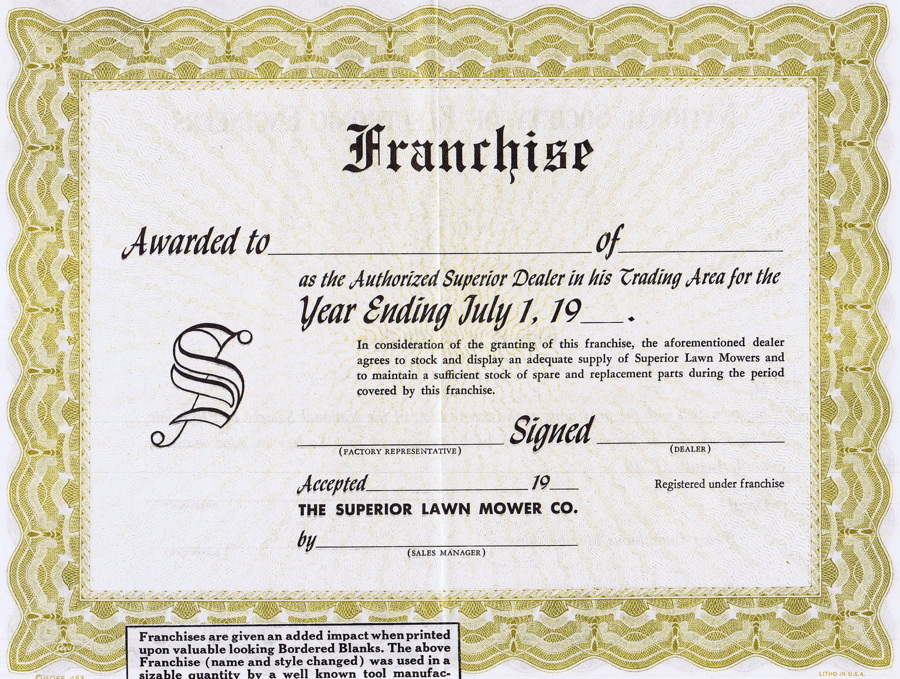 Franchise
Awarded to of
as the Authorized Superior Dealer in his Trading Area for the
Year Ending July 1, 19 .
In consideration of the granting of this franchise, the aforementioned dealer
agrees to stock and display an adequate supply of Superior Lawn Mowers and
to maintain a sufficient stock of spare and replacement parts during the period
covered by this franchise.
S
Signed
(FACTORY REPRESENTATIVE) (DEALER)
Accepted 19 Registered under franchise
THE SUPERIOR LAWN MOWER CO.
by
(SALES MANAGER)
Franchises are given an added impact when printed
upon valuable looking Bordered Blanks. The above
Franchise (name and style changed) was used in a
sizable quantity by a well known tool manufac-
LITHO IN U.S.A.